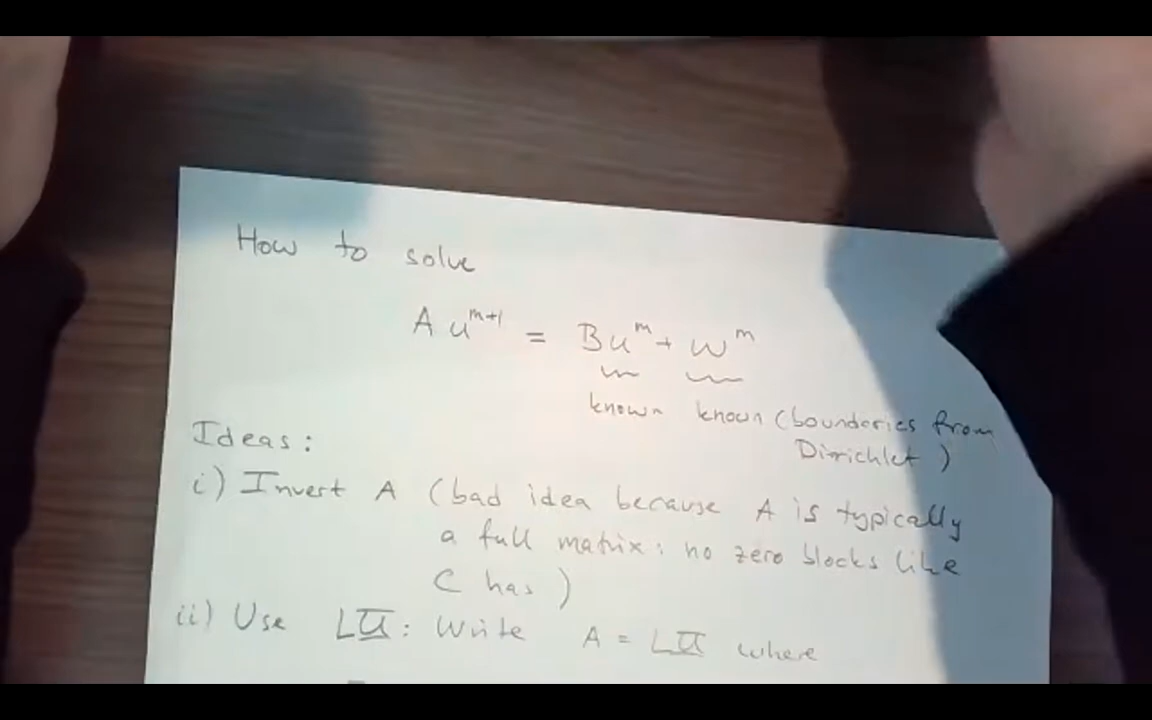 How to solve
A u^{m+1} = Bu^m + w^m
known known (boundaries from
Dirichlet)
Ideas:
i) Invert A (bad idea because A is typically
a full matrix: no zero blocks like
C has)
ii) Use LU: Write A = LU where